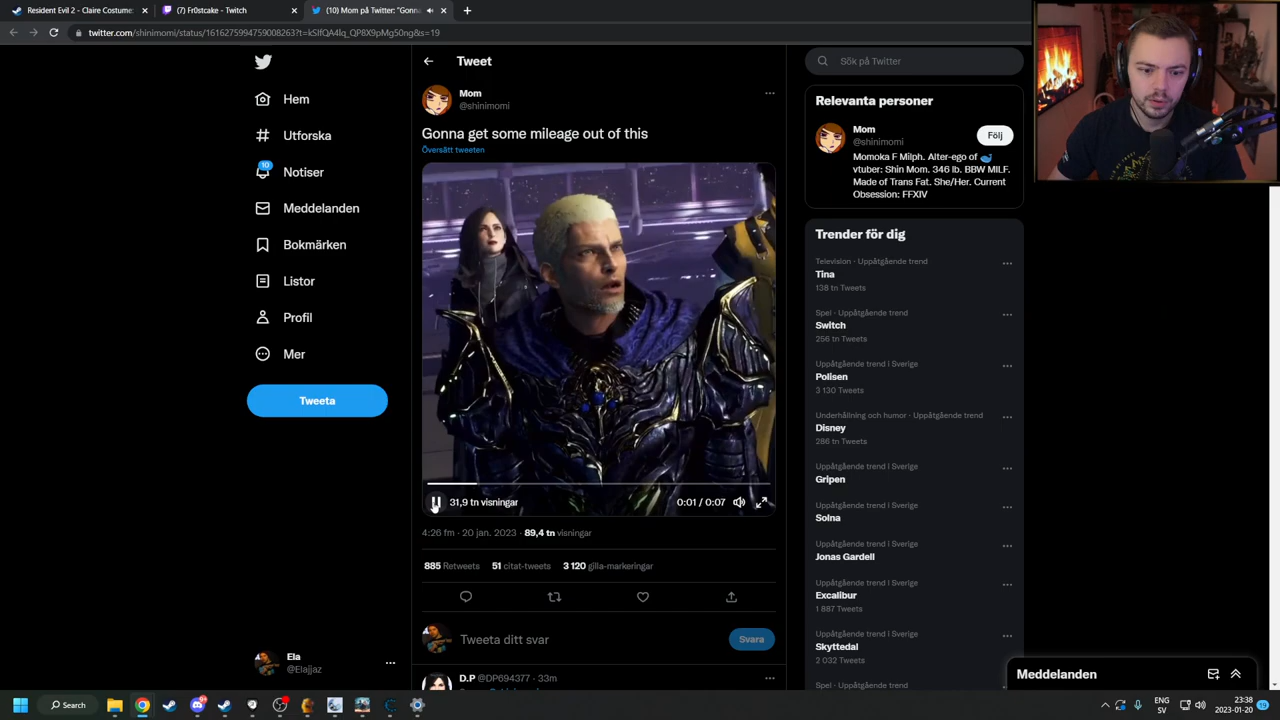 Resident Evil 2 - Claire Costume:
(7) Fr0stcake - Twitch
(10) Mom på Twitter: "Gonna
twitter.com/shinimomi/status/1616275994759008263?t=kSlfQA4lq_QP8X9pMg50ng&s=19
Hem
Utforska
10
Notiser
Meddelanden
Bokmärken
Listor
Profil
Mer
Tweeta
Ela
@Elajjaz
Tweet
Mom
@shinimomi
Gonna get some mileage out of this
Översätt tweeten
31,9 tn visningar
0:01 / 0:07
4:26 fm · 20 jan. 2023 · 89,4 tn visningar
885 Retweets 51 citat-tweets 3 120 gilla-markeringar
Tweeta ditt svar
Svara
D.P @DP694377 · 33m
Sök på Twitter
Relevanta personer
Mom
@shinimomi
Följ
Momoka F Milph. Alter-ego of
vtuber: Shin Mom. 346 lb. BBW MILF.
Made of Trans Fat. She/Her. Current
Obsession: FFXIV
Trender för dig
Television · Uppåtgående trend
Tina
138 tn Tweets
Spel · Uppåtgående trend
Switch
256 tn Tweets
Uppåtgående trend i Sverige
Polisen
3 130 Tweets
Underhållning och humor · Uppåtgående trend
Disney
286 tn Tweets
Uppåtgående trend i Sverige
Gripen
Uppåtgående trend i Sverige
Solna
Uppåtgående trend i Sverige
Jonas Gardell
Uppåtgående trend i Sverige
Excalibur
1 887 Tweets
Uppåtgående trend i Sverige
Skyttedal
2 032 Tweets
Spel · Uppåtgående trend
Meddelanden
Search
ENG
SV
23:38
2023-01-20
19